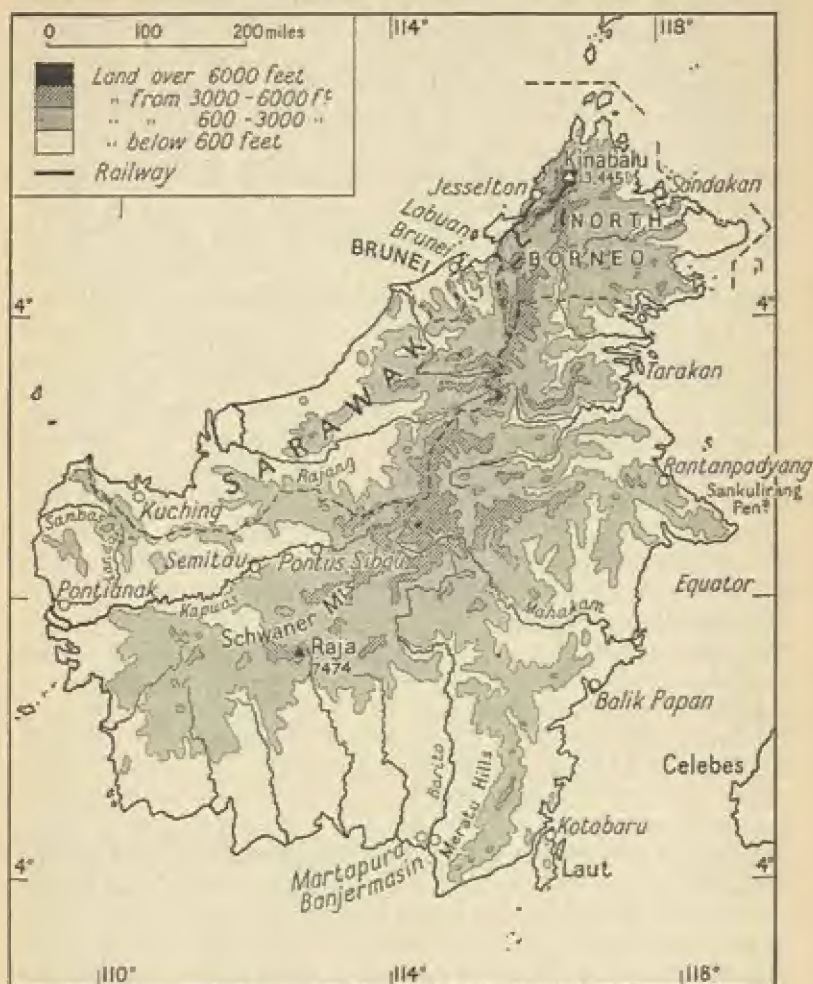 0 100 200 miles
Land over 6000 feet
" from 3000-6000 ft
" " 600-3000 "
" below 600 feet
Railway
114° 118°
Kinabalu
13,455
Jesselton
Sandakan
Labuan
Brunei
BRUNEI
NORTH
BORNEO
4° 4°
SARAWAK
Tarakan
Rantanpadyang
Sankulirang
Pen.
Rajang
Kuching
Sambas
Semitau
Pontus Sibau
Pontianak
Kapuas
Equator
Mahakam
Schwaner Mts
Raja
7474
Balik Papan
Celebes
Barito
Meratu Hills
Kotabaru
Martapura
Banjermasin
Laut
4° 4°
110° 114° 118°